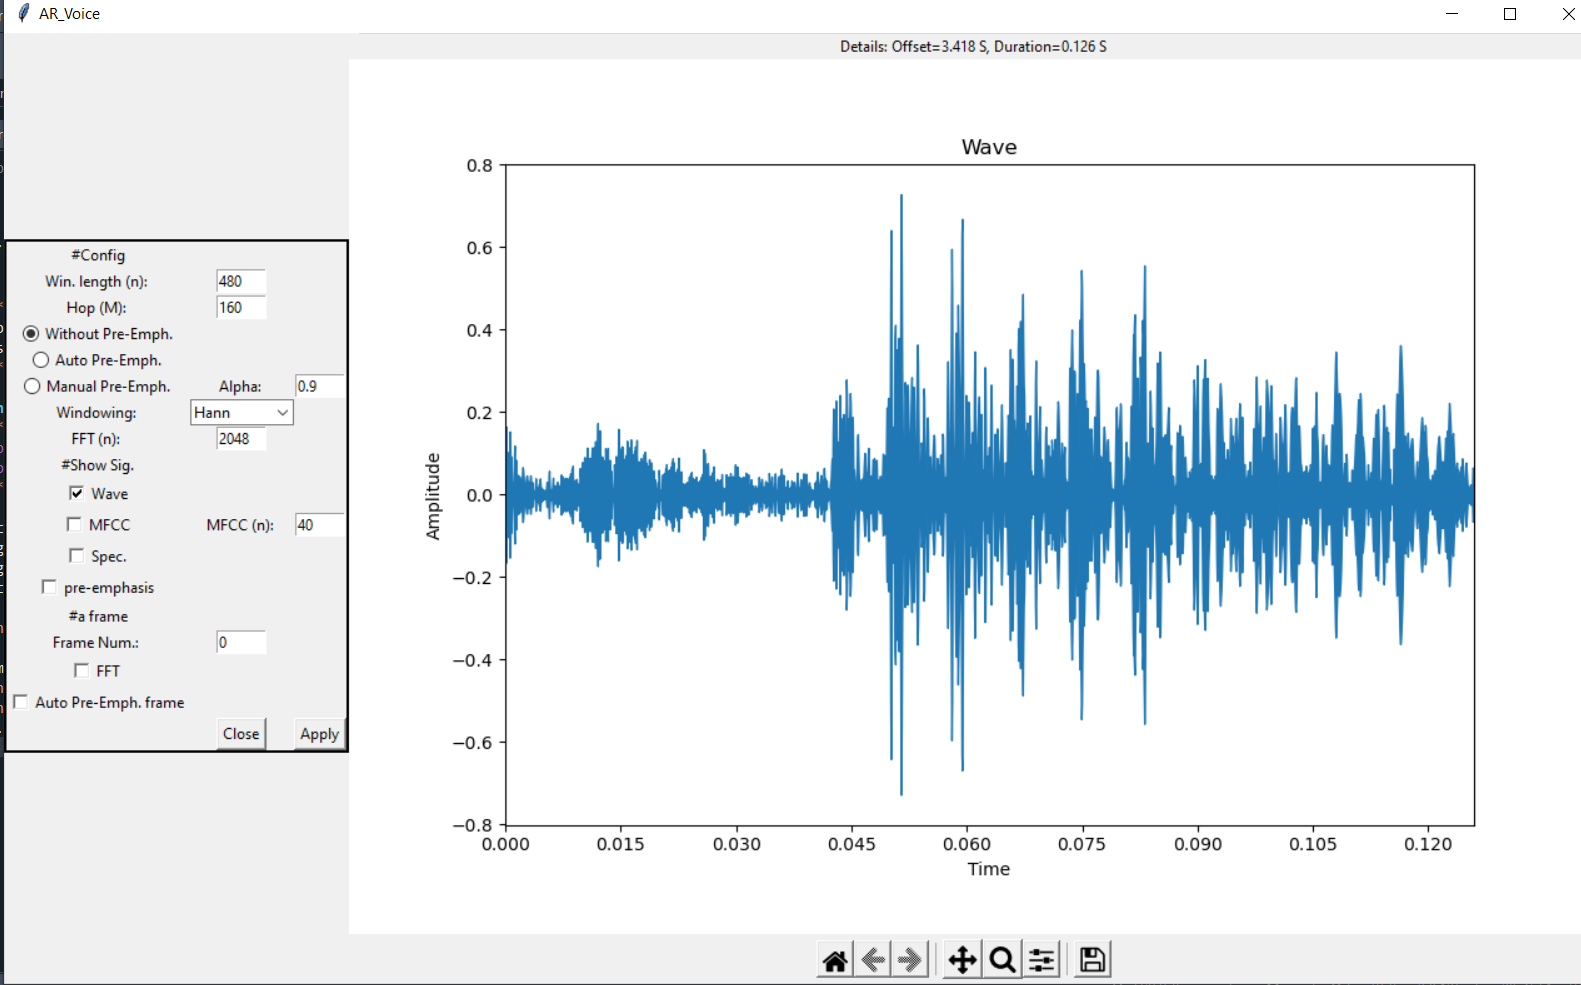 AR_Voice
Details: Offset=3.418 S, Duration=0.126 S
#Config
Win. length (n): 480
Hop (M): 160
Without Pre-Emph.
Auto Pre-Emph.
Manual Pre-Emph. Alpha: 0.9
Windowing: Hann
FFT (n): 2048
#Show Sig.
Wave
MFCC MFCC (n): 40
Spec.
pre-emphasis
#a frame
Frame Num.: 0
FFT
Auto Pre-Emph. frame
Close Apply
Wave
0.8
0.6
0.4
0.2
0.0
−0.2
−0.4
−0.6
−0.8
Amplitude
0.000 0.015 0.030 0.045 0.060 0.075 0.090 0.105 0.120
Time